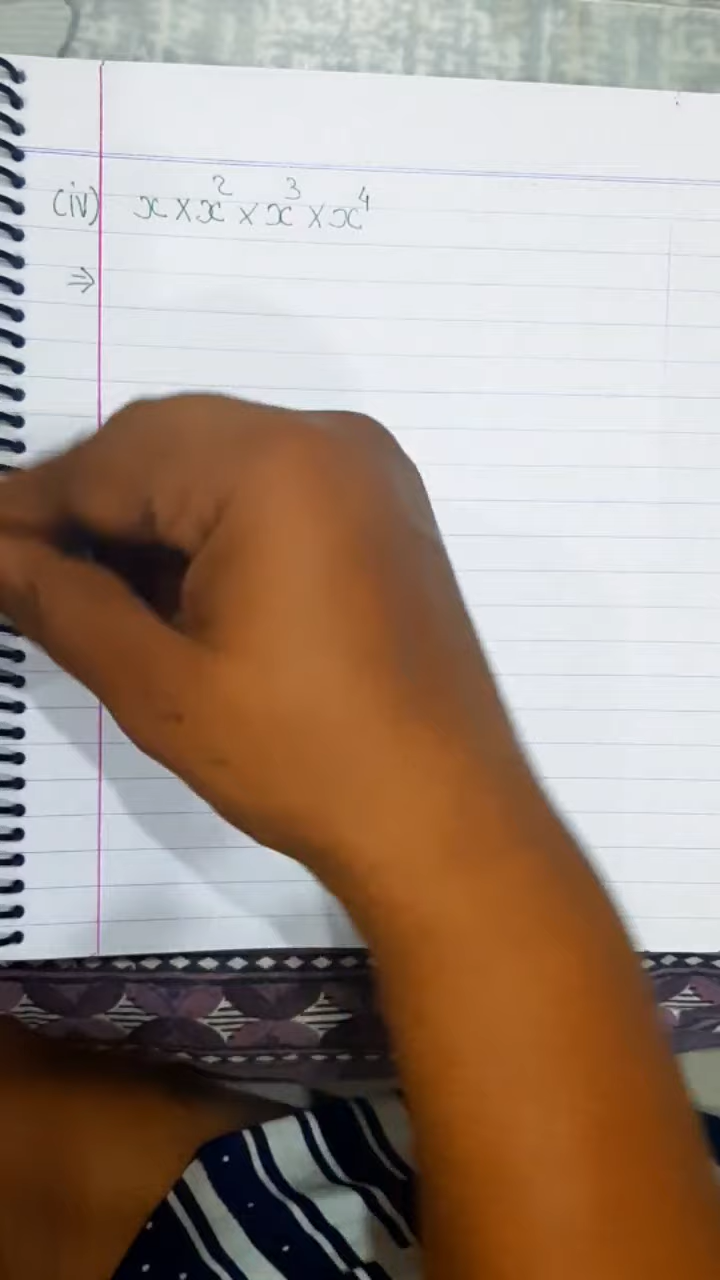 (iv) x × x² × x³ × x⁴
⇒